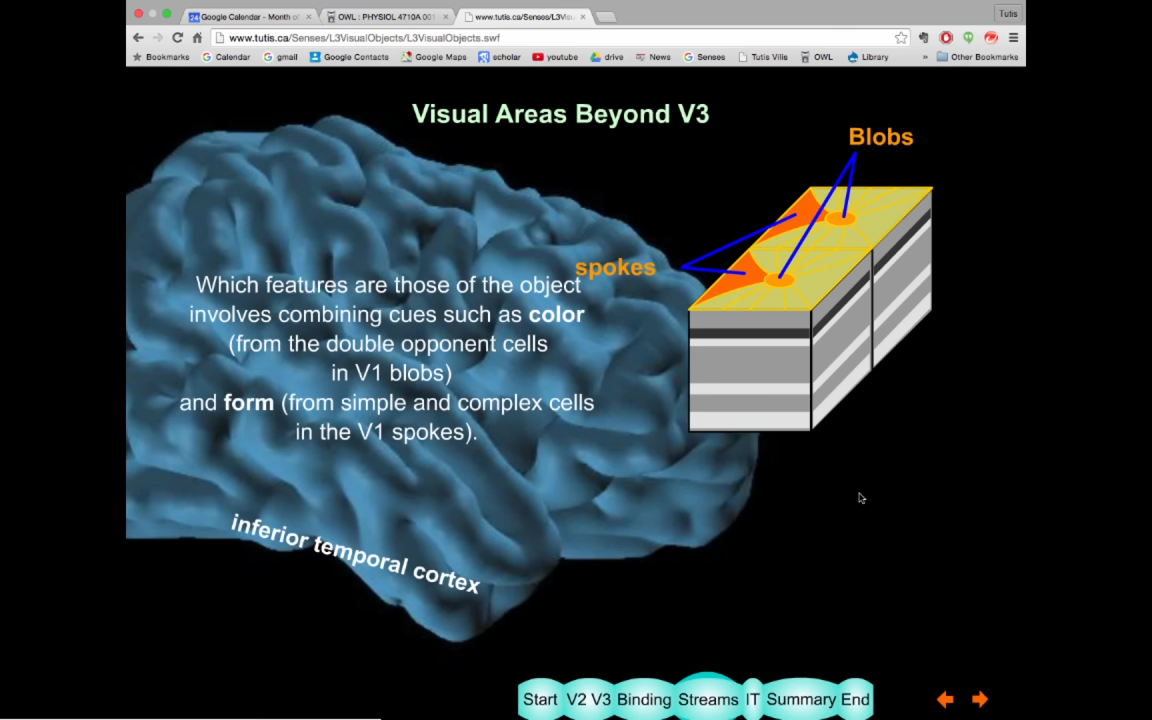 Google Calendar - Month of
OWL : PHYSIOL 4710A 001
www.tutis.ca/Senses/L3Visu
Tutis
www.tutis.ca/Senses/L3VisualObjects/L3VisualObjects.swf
Bookmarks Calendar gmail Google Contacts Google Maps scholar youtube drive News Senses Tutis Vilis OWL Library » Other Bookmarks
Visual Areas Beyond V3
Blobs
spokes
Which features are those of the object
involves combining cues such as color
(from the double opponent cells
in V1 blobs)
and form (from simple and complex cells
in the V1 spokes).
inferior temporal cortex
Start V2 V3 Binding Streams IT Summary End